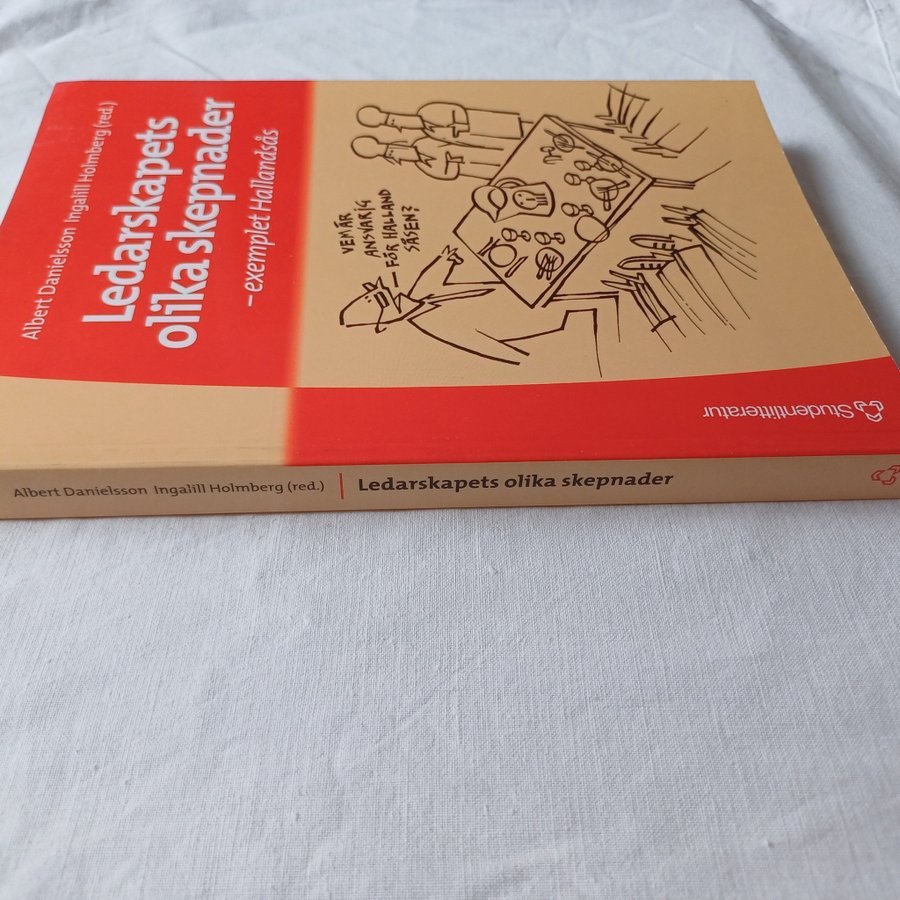 Albert Danielsson Ingalill Holmberg (red.)
Ledarskapets
olika skepnader
– exemplet Hallandsås
VEM ÄR
ANSVARIG
FÖR HALLAND
SÅSEN?
Studentlitteratur
Albert Danielsson Ingalill Holmberg (red.) Ledarskapets olika skepnader